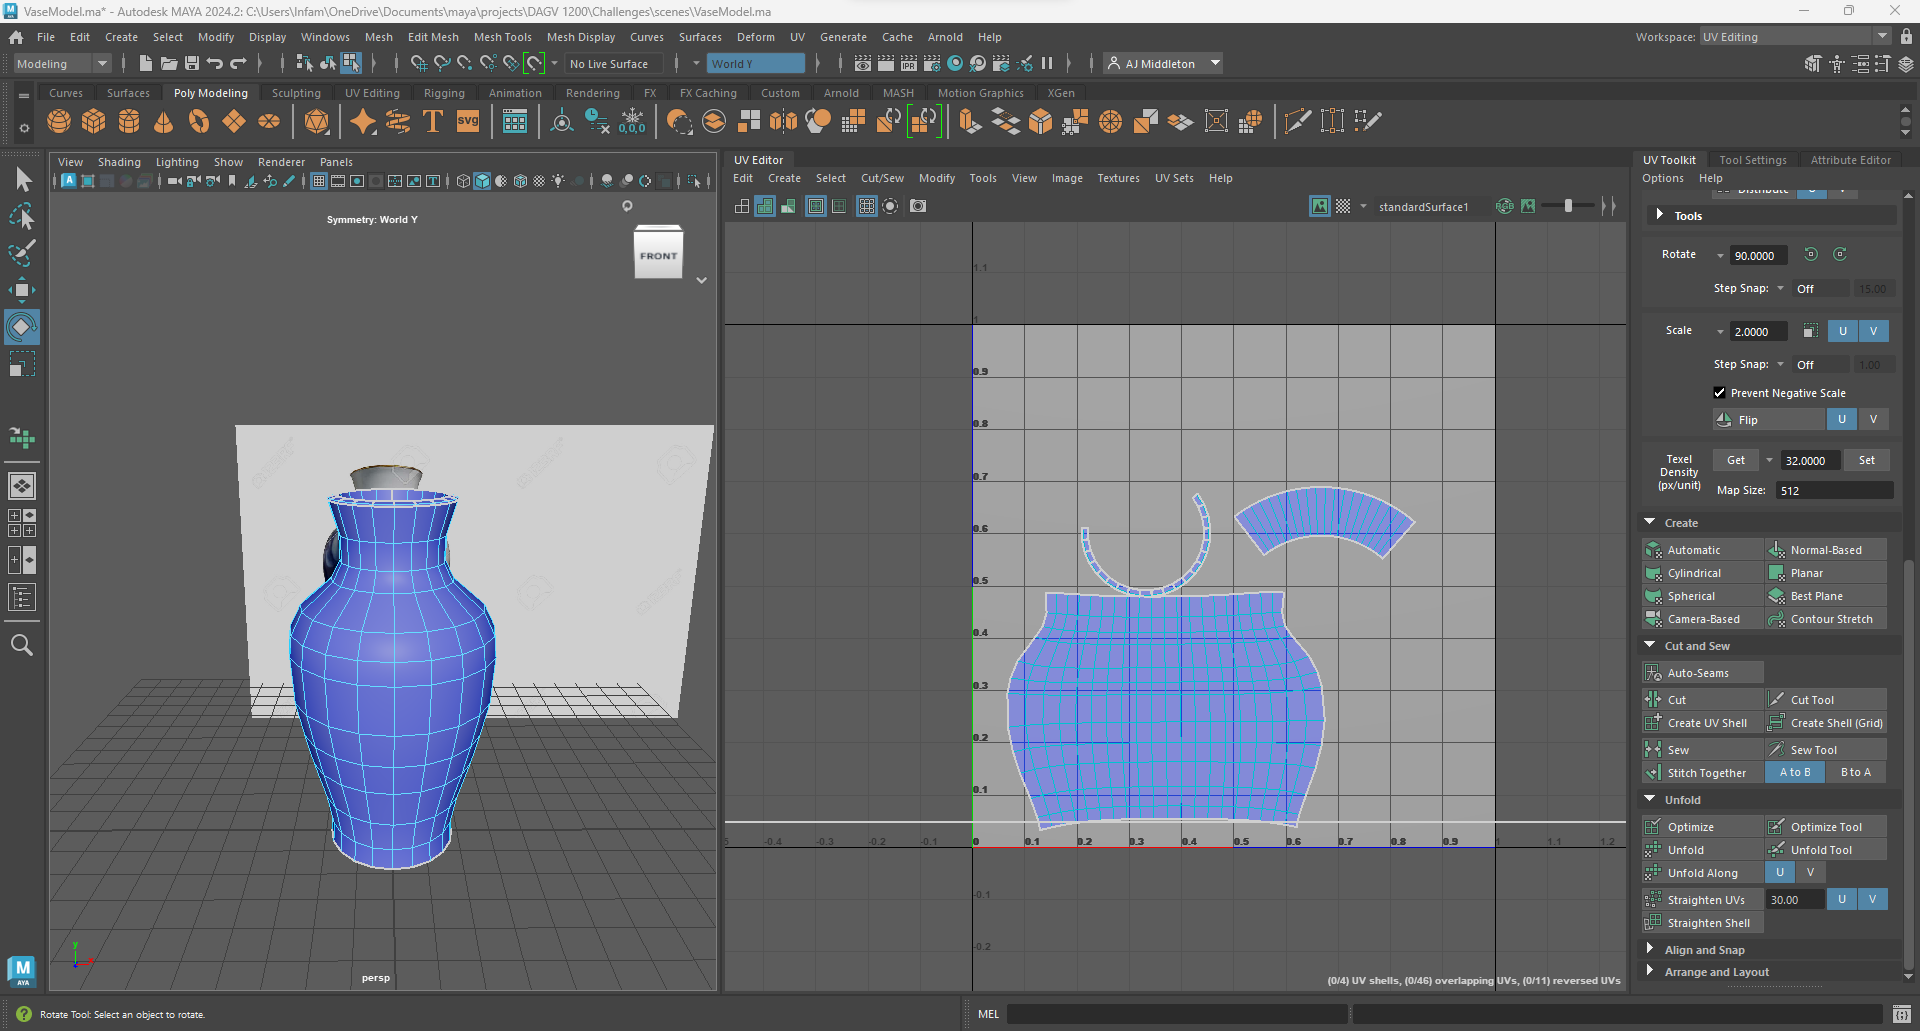 VaseModel.ma* - Autodesk MAYA 2024.2: C:\Users\Infam\OneDrive\Documents\maya\projects\DAGV 1200\Challenges\scenes\VaseModel.ma
File Edit Create Select Modify Display Windows Mesh Edit Mesh Mesh Tools Mesh Display Curves Surfaces Deform UV Generate Cache Arnold Help
Workspace: UV Editing
Modeling No Live Surface World Y AJ Middleton
Curves Surfaces Poly Modeling Sculpting UV Editing Rigging Animation Rendering FX FX Caching Custom Arnold MASH Motion Graphics XGen
T svg 0,0,0
View Shading Lighting Show Renderer Panels
Symmetry: World Y
FRONT
persp
y
UV Editor
Edit Create Select Cut/Sew Modify Tools View Image Textures UV Sets Help
standardSurface1
1.1
1
0.9
0.8
0.7
0.6
0.5
0.4
0.3
0.2
0.1
-0.4 -0.3 -0.2 -0.1 0 0.1 0.2 0.3 0.4 0.5 0.6 0.7 0.8 0.9 1 1.1 1.2
-0.1
-0.2
(0/4) UV shells, (0/46) overlapping UVs, (0/11) reversed UVs
UV Toolkit Tool Settings Attribute Editor
Options Help
Distribute
Tools
Rotate 90.0000
Step Snap: Off 15.00
Scale 2.0000 U V
Step Snap: Off 1.00
Prevent Negative Scale
Flip U V
Texel Density (px/unit) Get 32.0000 Set
Map Size: 512
Create
Automatic Normal-Based
Cylindrical Planar
Spherical Best Plane
Camera-Based Contour Stretch
Cut and Sew
Auto-Seams
Cut Cut Tool
Create UV Shell Create Shell (Grid)
Sew Sew Tool
Stitch Together A to B B to A
Unfold
Optimize Optimize Tool
Unfold Unfold Tool
Unfold Along U V
Straighten UVs 30.00 U V
Straighten Shell
Align and Snap
Arrange and Layout
M
AYA
Rotate Tool: Select an object to rotate.
MEL